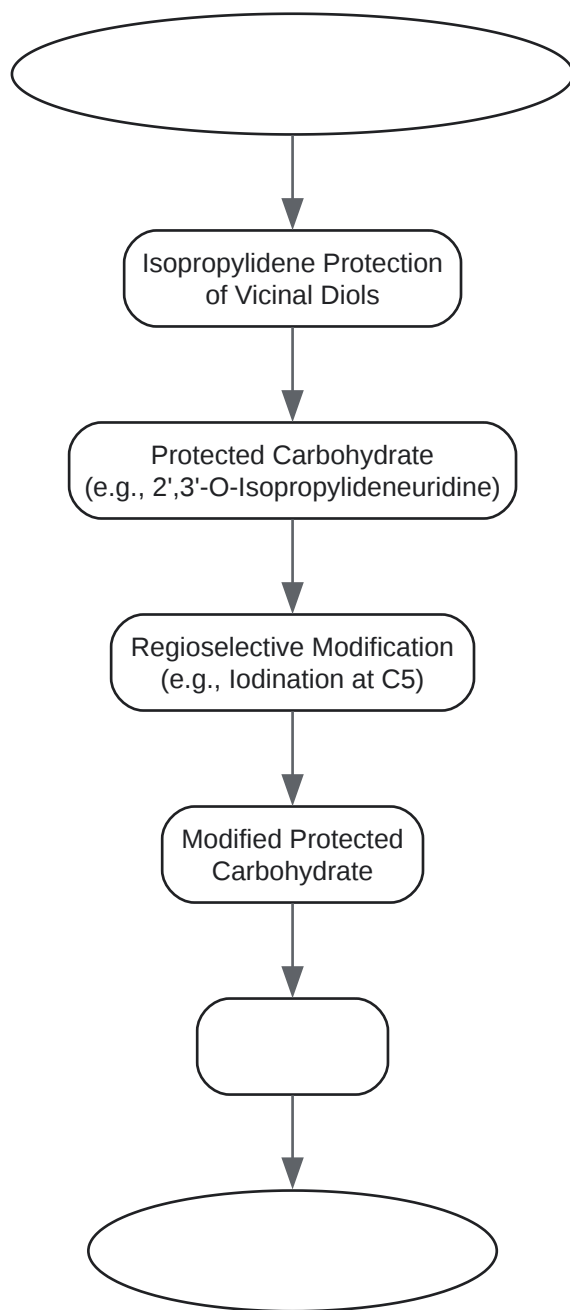 Isopropylidene Protection
of Vicinal Diols
Protected Carbohydrate
(e.g., 2',3'-O-Isopropylideneuridine)
Regioselective Modification
(e.g., Iodination at C5)
Modified Protected
Carbohydrate